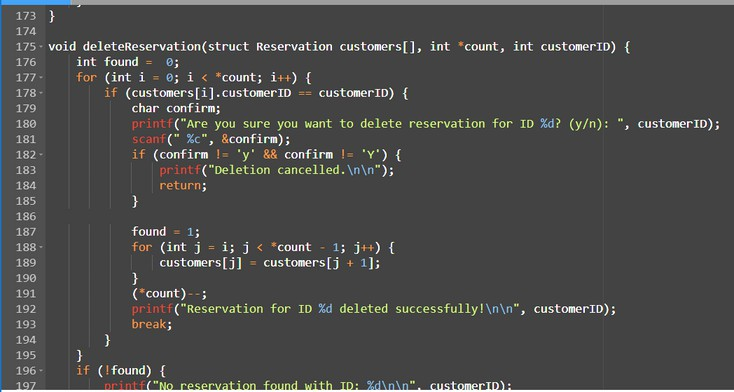 173 }
174
175 void deleteReservation(struct Reservation customers[], int *count, int customerID) {
176     int found =  0;
177     for (int i = 0; i < *count; i++) {
178         if (customers[i].customerID == customerID) {
179             char confirm;
180             printf("Are you sure you want to delete reservation for ID %d? (y/n): ", customerID);
181             scanf(" %c", &confirm);
182             if (confirm != 'y' && confirm != 'Y') {
183                 printf("Deletion cancelled.\n\n");
184                 return;
185             }
186
187             found = 1;
188             for (int j = i; j < *count - 1; j++) {
189                 customers[j] = customers[j + 1];
190             }
191             (*count)--;
192             printf("Reservation for ID %d deleted successfully!\n\n", customerID);
193             break;
194         }
195     }
196     if (!found) {
197         printf("No reservation found with ID: %d\n\n", customerID);